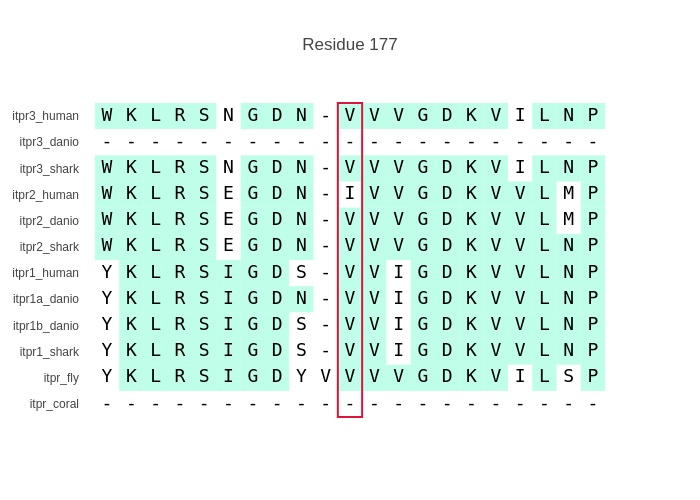 Residue 177
itpr3_human W K L R S N G D N - V V V G D K V I L N P
itpr3_danio - - - - - - - - - - - - - - - - - - - - -
itpr3_shark W K L R S N G D N - V V V G D K V I L N P
itpr2_human W K L R S E G D N - I V V G D K V V L M P
itpr2_danio W K L R S E G D N - V V V G D K V V L M P
itpr2_shark W K L R S E G D N - V V V G D K V V L N P
itpr1_human Y K L R S I G D S - V V I G D K V V L N P
itpr1a_danio Y K L R S I G D N - V V I G D K V V L N P
itpr1b_danio Y K L R S I G D S - V V I G D K V V L N P
itpr1_shark Y K L R S I G D S - V V I G D K V V L N P
itpr_fly Y K L R S I G D Y V V V V G D K V I L S P
itpr_coral - - - - - - - - - - - - - - - - - - - - -